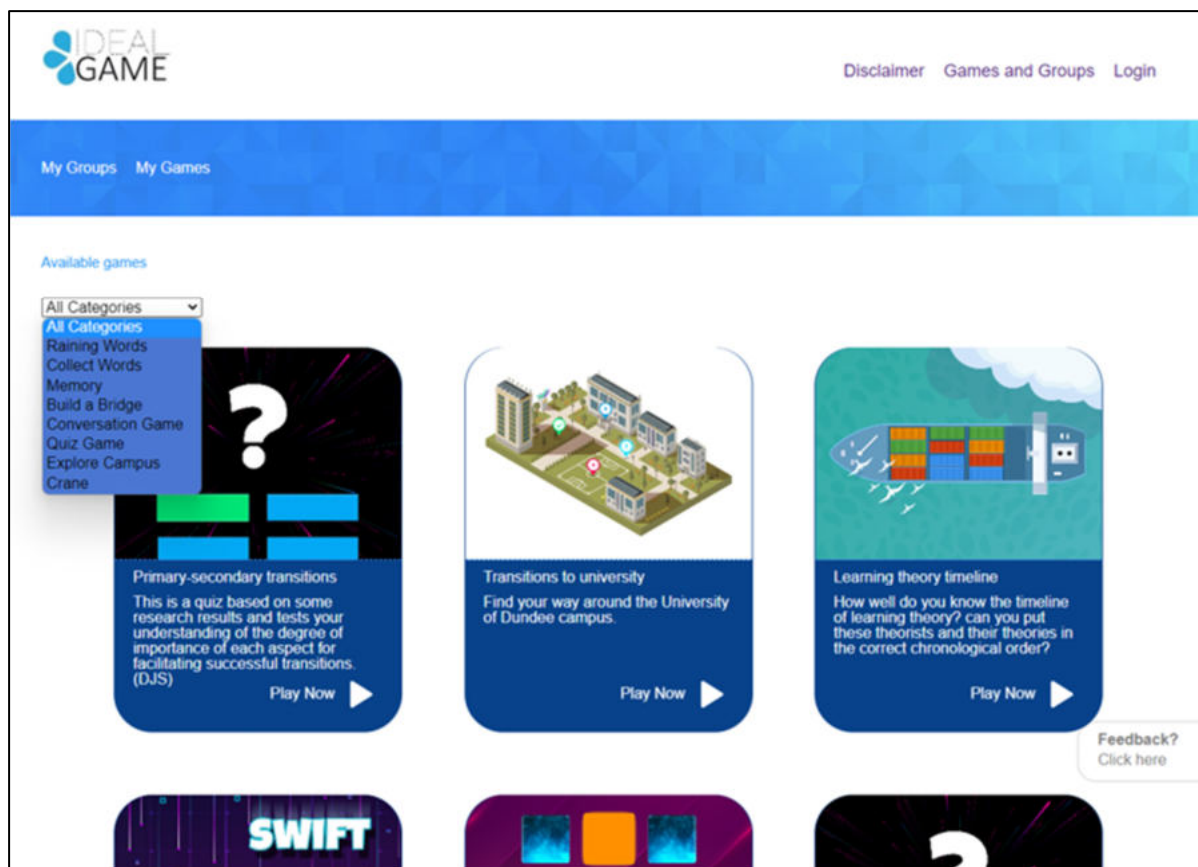 IDEAL
GAME
Disclaimer Games and Groups Login
My Groups My Games
Available games
All Categories
All Categories
Raining Words
Collect Words
Memory
Build a Bridge
Conversation Game
Quiz Game
Explore Campus
Crane
?
Primary-secondary transitions
This is a quiz based on some
research results and tests your
understanding of the degree of
importance of each aspect for
facilitating successful transitions.
(DJS)
Play Now
Transitions to university
Find your way around the University
of Dundee campus.
Play Now
Learning theory timeline
How well do you know the timeline
of learning theory? can you put
these theorists and their theories in
the correct chronological order?
Play Now
Feedback?
Click here
SWIFT
?